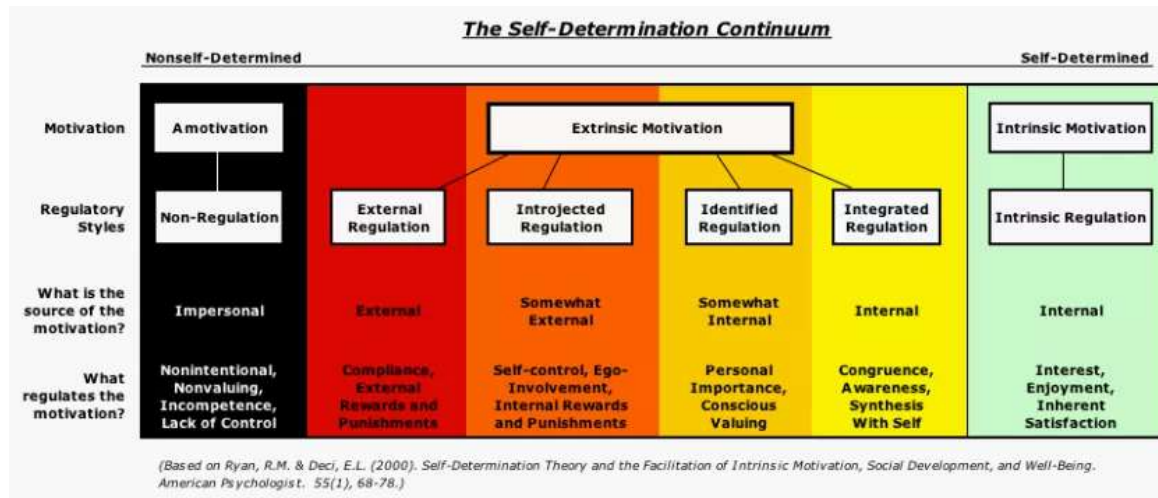 The Self-Determination Continuum
Nonself-Determined
Self-Determined
Motivation
Amotivation
Extrinsic Motivation
Intrinsic Motivation
Regulatory
Styles
Non-Regulation
External
Regulation
Introjected
Regulation
Identified
Regulation
Integrated
Regulation
Intrinsic Regulation
What is the
source of the
motivation?
Impersonal
External
Somewhat
External
Somewhat
Internal
Internal
Internal
What
regulates the
motivation?
Nonintentional,
Nonvaluing,
Incompetence,
Lack of Control
Compliance,
External
Rewards and
Punishments
Self-control, Ego-
Involvement,
Internal Rewards
and Punishments
Personal
Importance,
Conscious
Valuing
Congruence,
Awareness,
Synthesis
With Self
Interest,
Enjoyment,
Inherent
Satisfaction
(Based on Ryan, R.M. & Deci, E.L. (2000). Self-Determination Theory and the Facilitation of Intrinsic Motivation, Social Development, and Well-Being.
American Psychologist. 55(1), 68-78.)